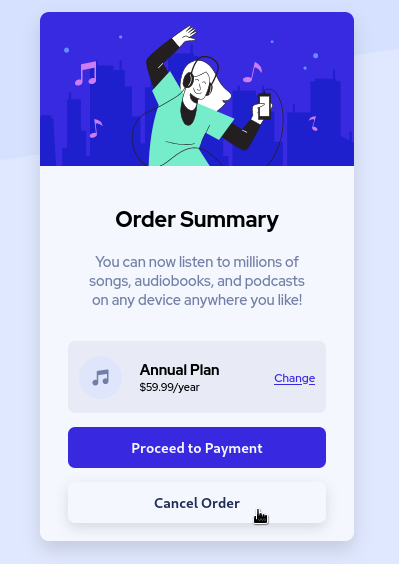 Order Summary
You can now listen to millions of
songs, audiobooks, and podcasts
on any device anywhere you like!
Annual Plan
$59.99/year
Change
Proceed to Payment
Cancel Order